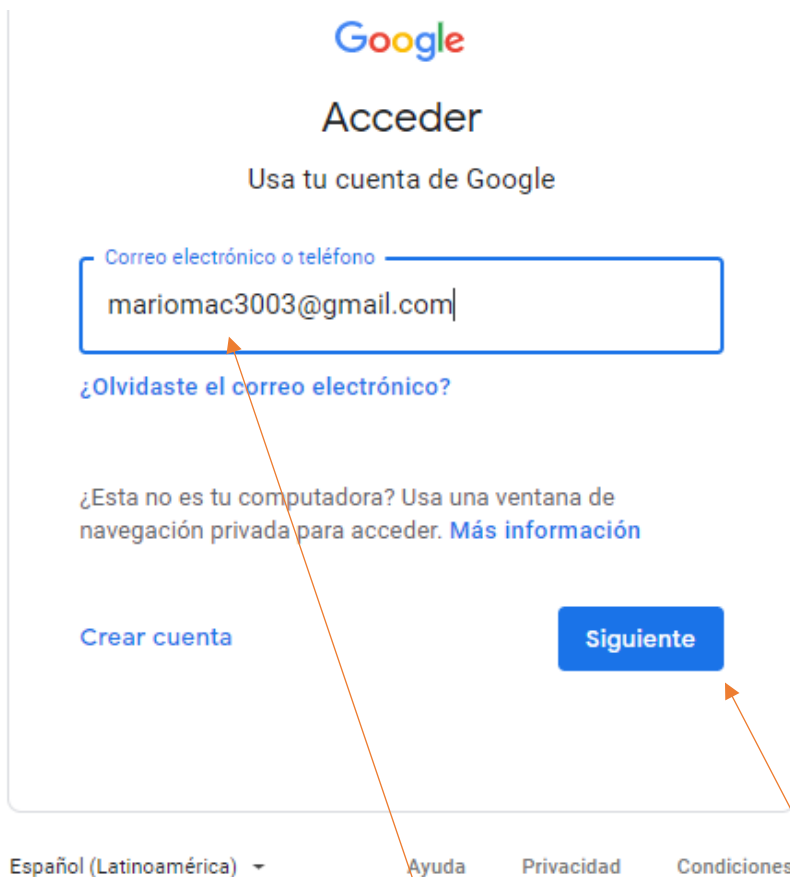 Google
Acceder
Usa tu cuenta de Google
Correo electrónico o teléfono
mariomac3003@gmail.com
¿Olvidaste el correo electrónico?
¿Esta no es tu computadora? Usa una ventana de
navegación privada para acceder. Más información
Crear cuenta Siguiente
Español (Latinoamérica) Ayuda Privacidad Condiciones